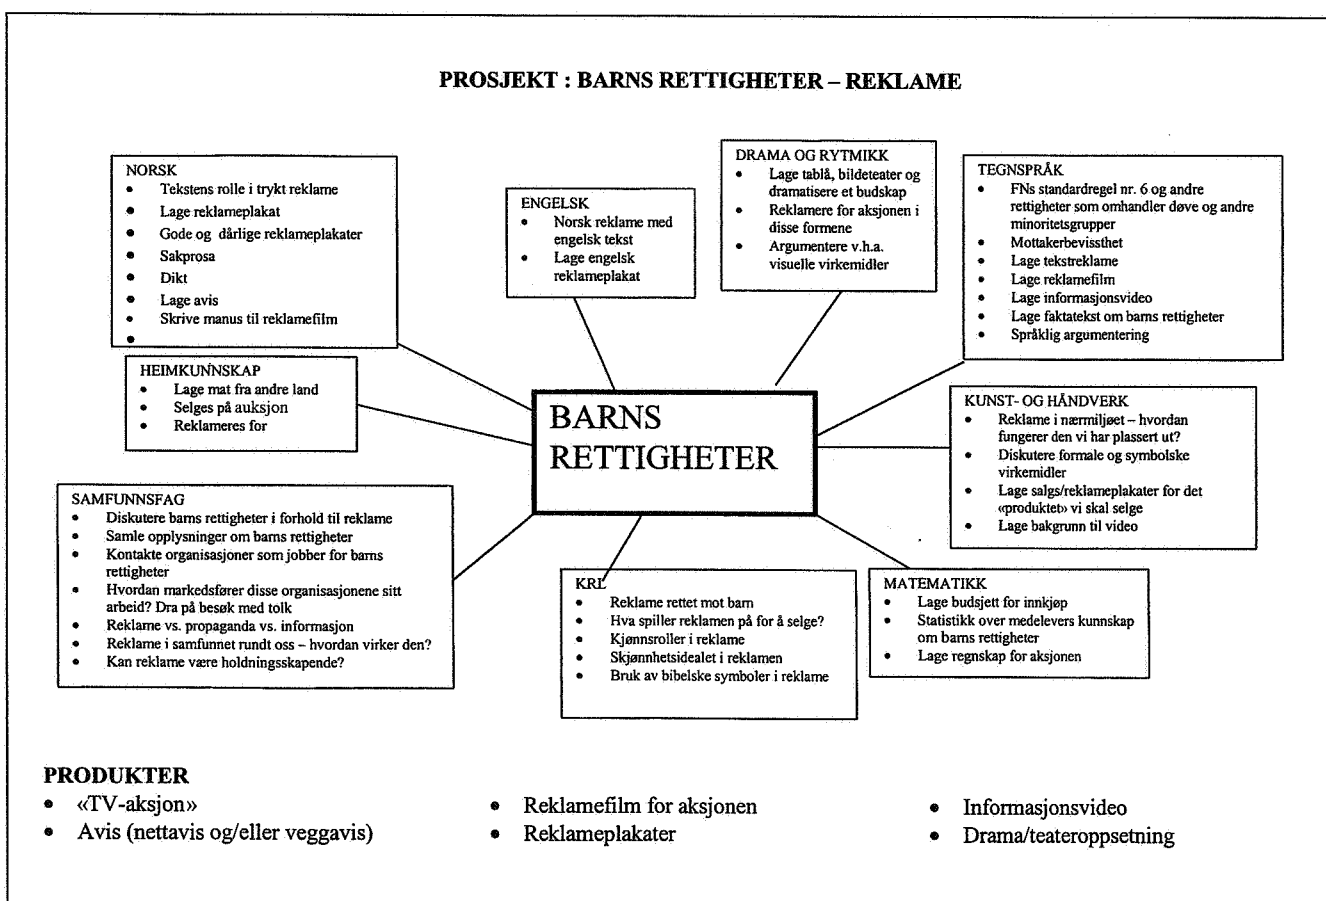 PROSJEKT : BARNS RETTIGHETER – REKLAME
NORSK
• Tekstens rolle i trykt reklame
• Lage reklameplakat
• Gode og dårlige reklameplakater
• Sakprosa
• Dikt
• Lage avis
• Skrive manus til reklamefilm
•
ENGELSK
• Norsk reklame med
engelsk tekst
• Lage engelsk
reklameplakat
DRAMA OG RYTMIKK
• Lage tablå, bildeteater og
dramatisere et budskap
• Reklamere for aksjonen i
disse formene
• Argumentere v.h.a.
visuelle virkemidler
TEGNSPRÅK
• FNs standardregel nr. 6 og andre
rettigheter som omhandler døve og andre
minoritetsgrupper
• Mottakerbevissthet
• Lage tekstreklame
• Lage reklamefilm
• Lage informasjonsvideo
• Lage faktatekst om barns rettigheter
• Språklig argumentering
HEIMKUNNSKAP
• Lage mat fra andre land
• Selges på auksjon
• Reklameres for
BARNS
RETTIGHETER
KUNST- OG HÅNDVERK
• Reklame i nærmiljøet – hvordan
fungerer den vi har plassert ut?
• Diskutere formale og symbolske
virkemidler
• Lage salgs/reklameplakater for det
«produktet» vi skal selge
• Lage bakgrunn til video
SAMFUNNSFAG
• Diskutere barns rettigheter i forhold til reklame
• Samle opplysninger om barns rettigheter
• Kontakte organisasjoner som jobber for barns
rettigheter
• Hvordan markedsfører disse organisasjonene sitt
arbeid? Dra på besøk med tolk
• Reklame vs. propaganda vs. informasjon
• Reklame i samfunnet rundt oss – hvordan virker den?
• Kan reklame være holdningsskapende?
KRL
• Reklame rettet mot barn
• Hva spiller reklamen på for å selge?
• Kjønnsroller i reklame
• Skjønnhetsidealet i reklamen
• Bruk av bibelske symboler i reklame
MATEMATIKK
• Lage budsjett for innkjøp
• Statistikk over medelevers kunnskap
om barns rettigheter
• Lage regnskap for aksjonen
PRODUKTER
• «TV-aksjon»
• Avis (nettavis og/eller veggavis)
• Reklamefilm for aksjonen
• Reklameplakater
• Informasjonsvideo
• Drama/teateroppsetning